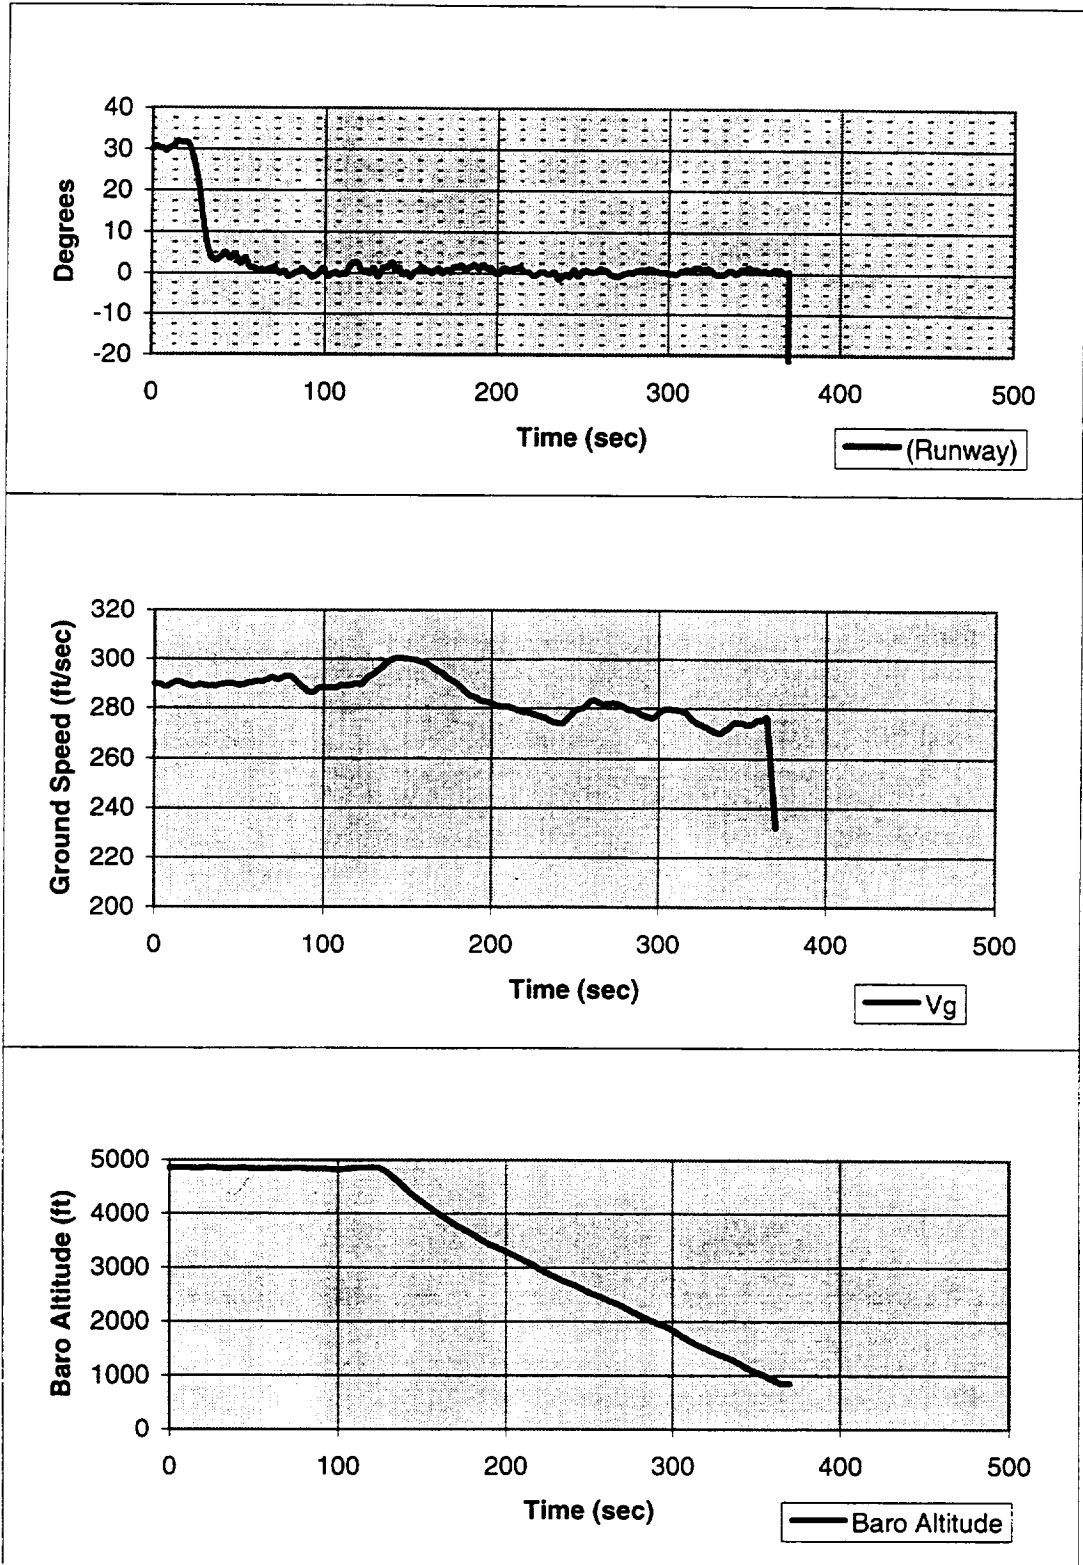 40
30
20
10
0
-10
-20
Degrees
0 100 200 300 400 500
Time (sec)
(Runway)
320
300
280
260
240
220
200
Ground Speed (ft/sec)
0 100 200 300 400 500
Time (sec)
Vg
5000
4000
3000
2000
1000
0
Baro Altitude (ft)
0 100 200 300 400 500
Time (sec)
Baro Altitude